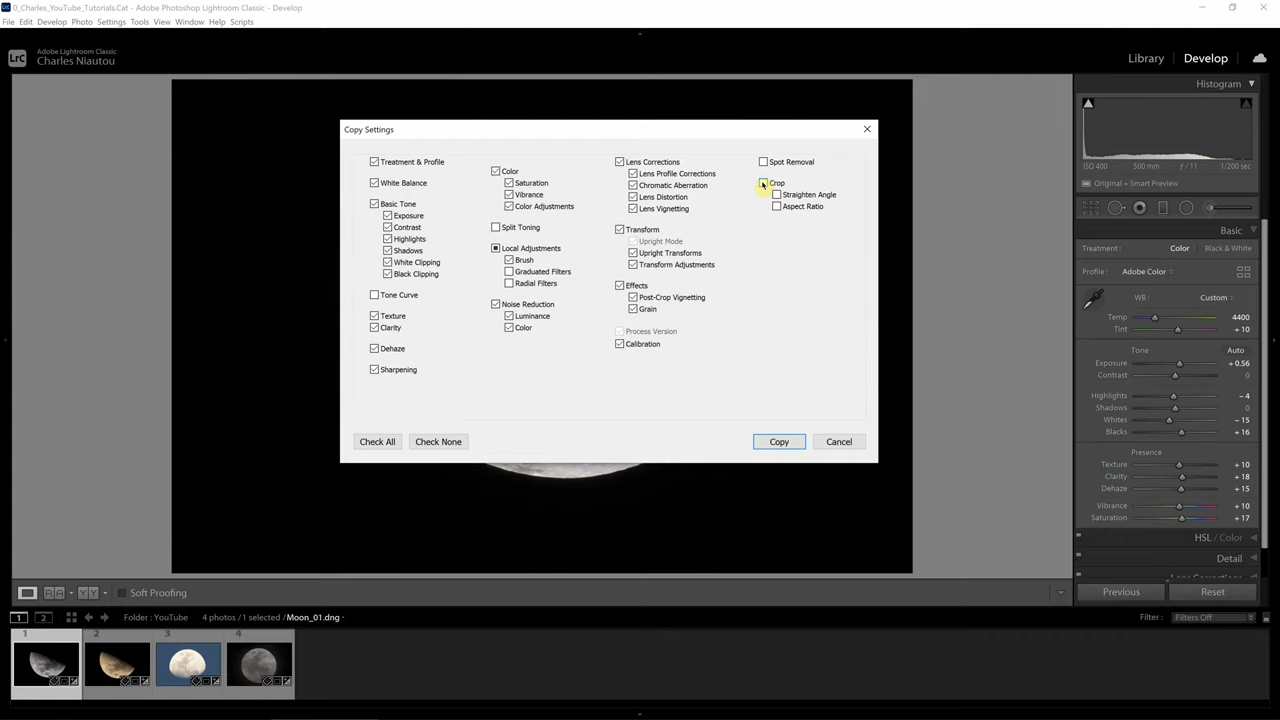 0_Charles_YouTube_Tutorials.Cat - Adobe Photoshop Lightroom Classic - Develop
File Edit Develop Photo Settings Tools View Window Help Scripts
LrC
Adobe Lightroom Classic
Charles Niautou
Library
Develop
Copy Settings
Treatment & Profile
White Balance
Basic Tone
Exposure
Contrast
Highlights
Shadows
White Clipping
Black Clipping
Tone Curve
Texture
Clarity
Dehaze
Sharpening
Color
Saturation
Vibrance
Color Adjustments
Split Toning
Local Adjustments
Brush
Graduated Filters
Radial Filters
Noise Reduction
Luminance
Color
Lens Corrections
Lens Profile Corrections
Chromatic Aberration
Lens Distortion
Lens Vignetting
Transform
Upright Mode
Upright Transforms
Transform Adjustments
Effects
Post-Crop Vignetting
Grain
Process Version
Calibration
Spot Removal
Crop
Straighten Angle
Aspect Ratio
Check All
Check None
Copy
Cancel
Histogram
ISO 400 500 mm f / 11 1/200 sec
Original + Smart Preview
Basic
Treatment : Color Black & White
Profile : Adobe Color
WB : Custom
Temp 4400
Tint + 10
Tone Auto
Exposure + 0.56
Contrast 0
Highlights – 4
Shadows 0
Whites – 15
Blacks + 16
Presence
Texture + 10
Clarity + 18
Dehaze + 15
Vibrance + 10
Saturation + 17
HSL / Color
Detail
Previous
Reset
R A
Y Y
Soft Proofing
1 2
Folder : YouTube 4 photos / 1 selected / Moon_01.dng
Filter : Filters Off
1 2 3 4